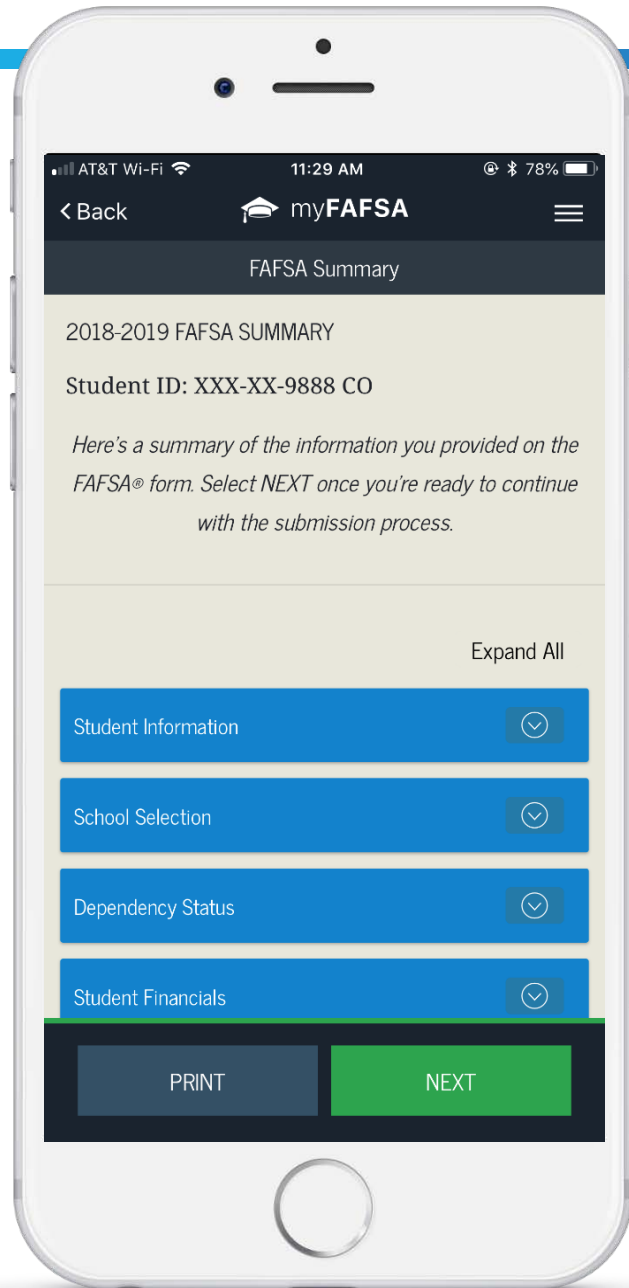 AT&T Wi-Fi 11:29 AM 78%
Back myFAFSA
FAFSA Summary
2018-2019 FAFSA SUMMARY
Student ID: XXX-XX-9888 CO
Here's a summary of the information you provided on the
FAFSA® form. Select NEXT once you're ready to continue
with the submission process.
Expand All
Student Information
School Selection
Dependency Status
Student Financials
PRINT NEXT